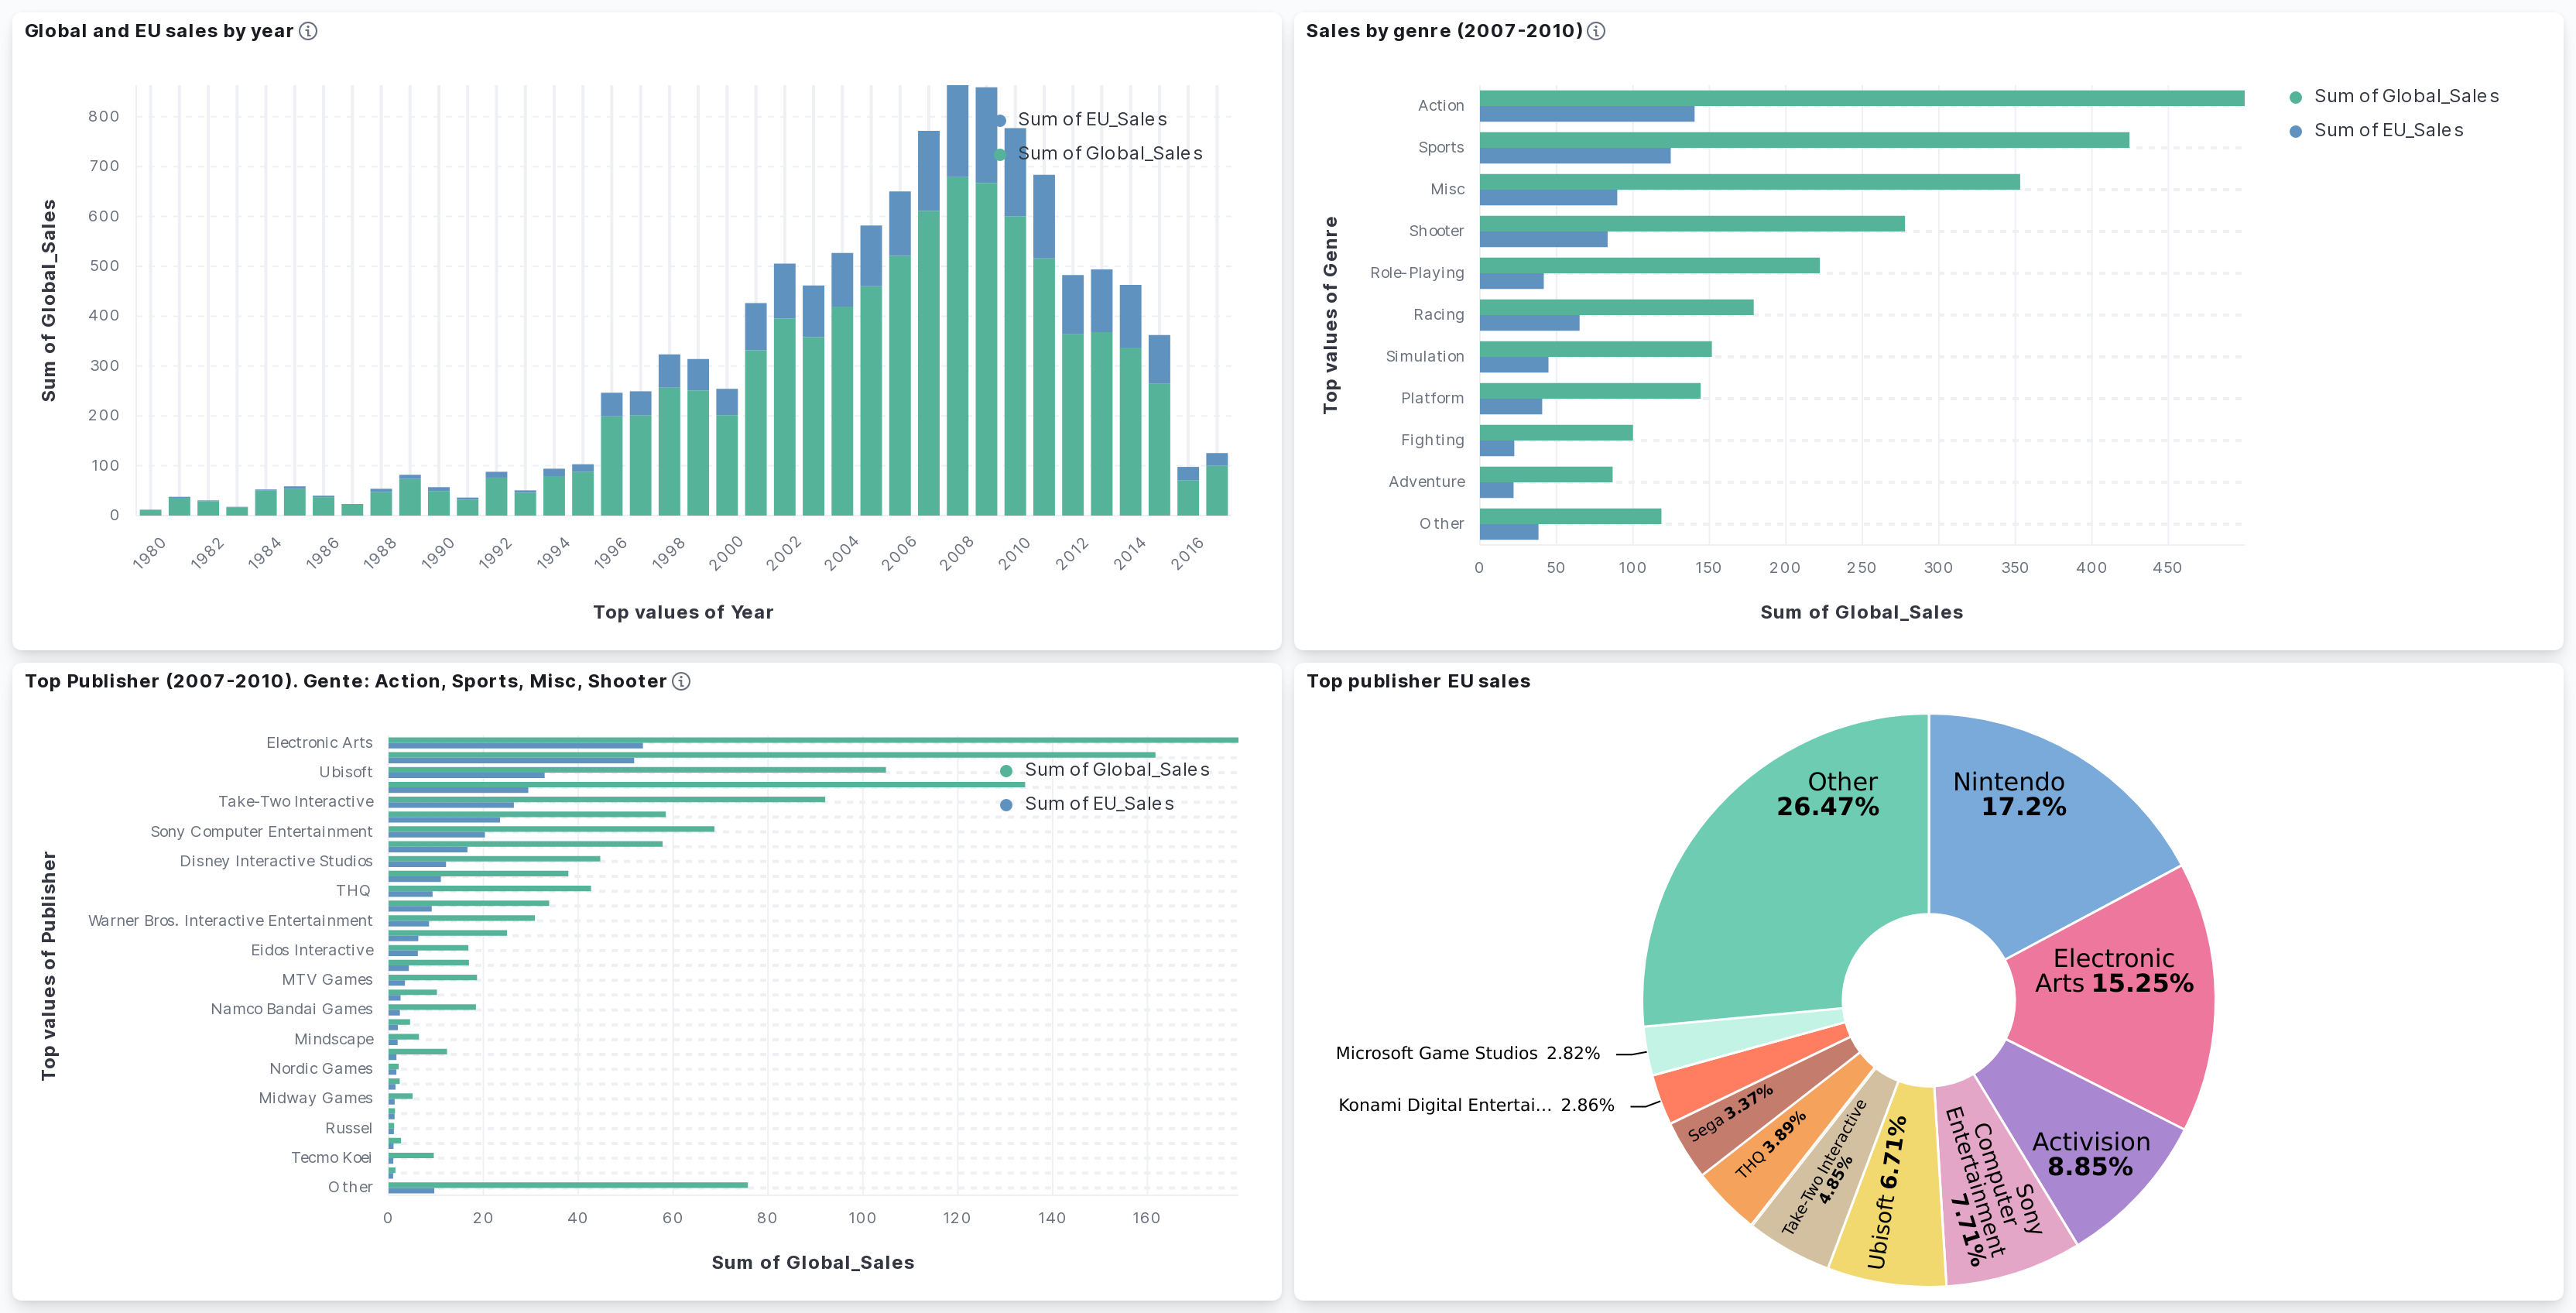 Global and EU sales by year
Sum of EU_Sales
Sum of Global_Sales
800
700
600
500
400
300
200
100
0
Sum of Global_Sales
1980
1982
1984
1986
1988
1990
1992
1994
1996
1998
2000
2002
2004
2006
2008
2010
2012
2014
2016
Top values of Year
Sales by genre (2007-2010)
Sum of Global_Sales
Sum of EU_Sales
Top values of Genre
Action
Sports
Misc
Shooter
Role-Playing
Racing
Simulation
Platform
Fighting
Adventure
Other
0
50
100
150
200
250
300
350
400
450
Sum of Global_Sales
Top Publisher (2007-2010). Gente: Action, Sports, Misc, Shooter
Sum of Global_Sales
Sum of EU_Sales
Top values of Publisher
Electronic Arts
Ubisoft
Take-Two Interactive
Sony Computer Entertainment
Disney Interactive Studios
THQ
Warner Bros. Interactive Entertainment
Eidos Interactive
MTV Games
Namco Bandai Games
Mindscape
Nordic Games
Midway Games
Russel
Tecmo Koei
Other
0
20
40
60
80
100
120
140
160
Sum of Global_Sales
Top publisher EU sales
Other
26.47%
Nintendo
17.2%
Electronic
Arts 15.25%
Activision
8.85%
Sony
Computer
Entertainment
7.71%
Ubisoft 6.71%
Take-Two Interactive
4.85%
THQ 3.89%
Sega 3.37%
Konami Digital Entertai… 2.86%
Microsoft Game Studios 2.82%